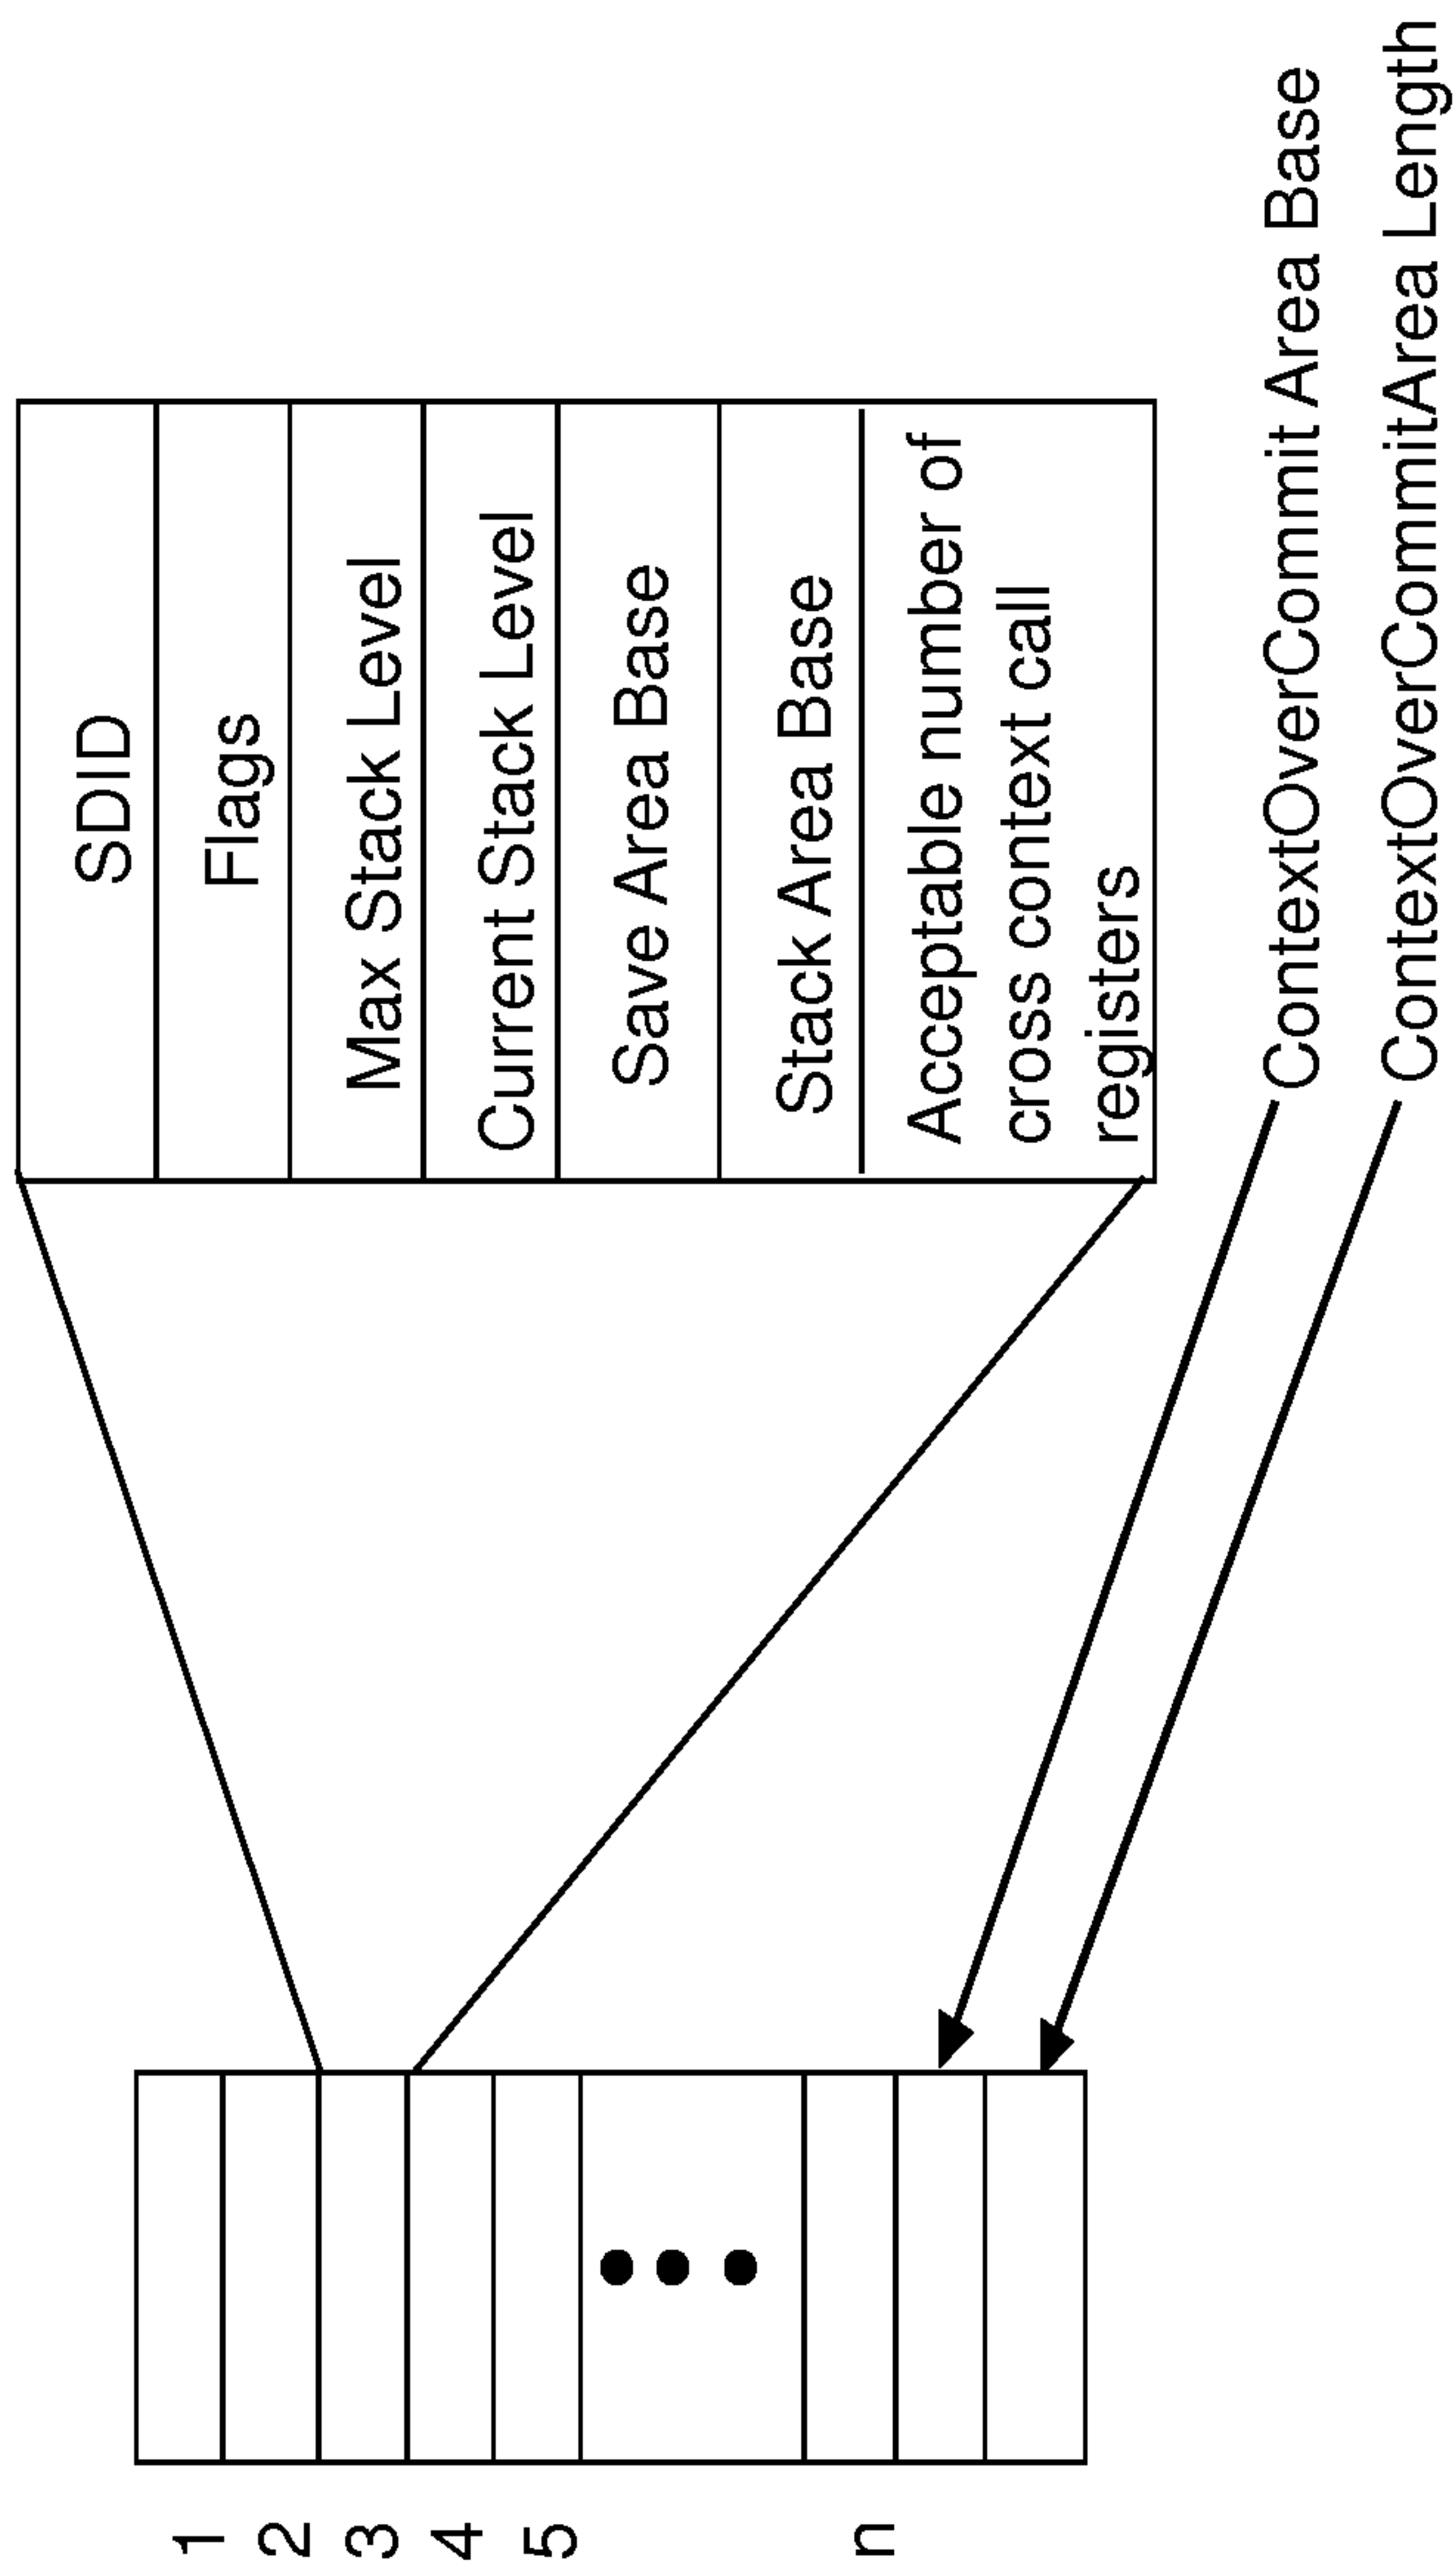 1
2
3
4
5
n
SDID
Flags
Max Stack Level
Current Stack Level
Save Area Base
Stack Area Base
Acceptable number of
cross context call
registers
ContextOverCommit Area Base
ContextOverCommitArea Length